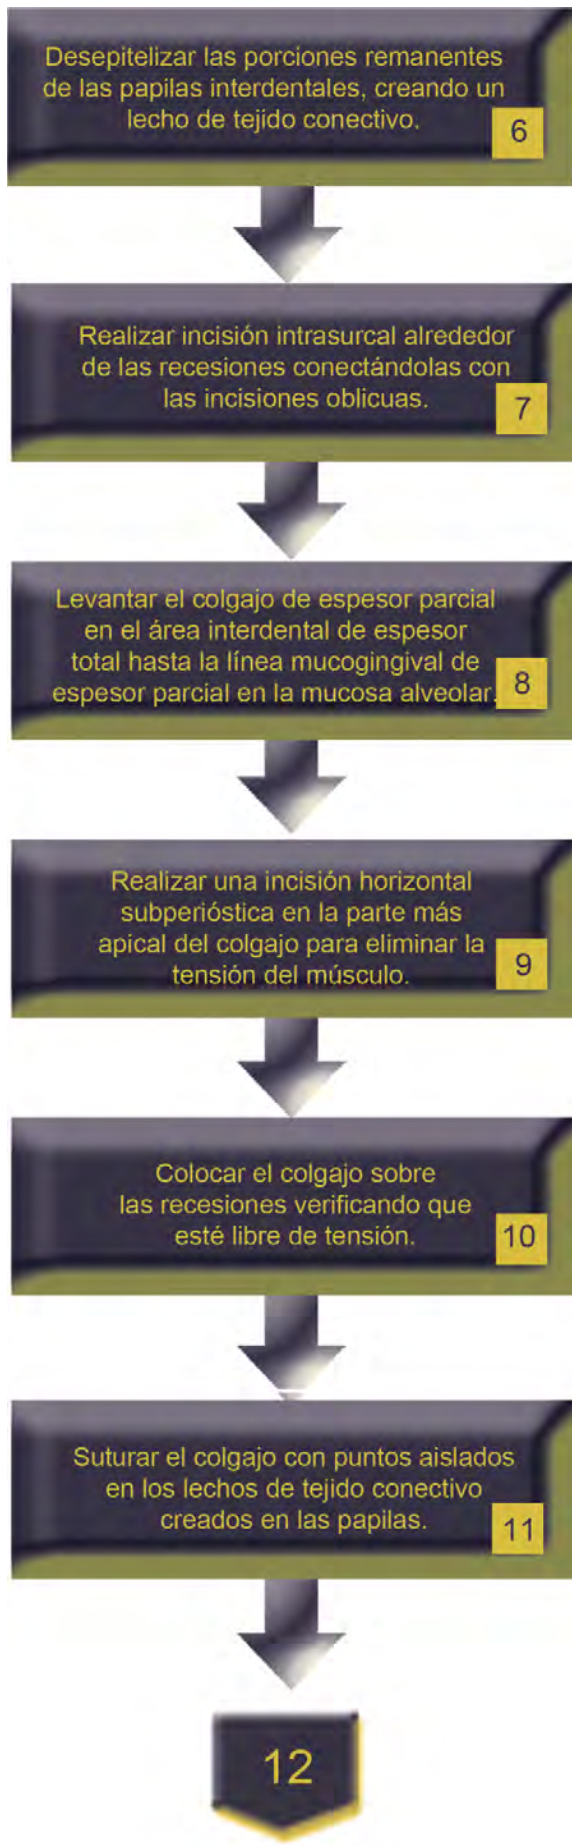 Desepitelizar las porciones remanentes
de las papilas interdentales, creando un
lecho de tejido conectivo.
6
Realizar incisión intrasurcal alrededor
de las recesiones conectándolas con
las incisiones oblicuas.
7
Levantar el colgajo de espesor parcial
en el área interdental de espesor
total hasta la línea mucogingival de
espesor parcial en la mucosa alveolar.
8
Realizar una incisión horizontal
subperióstica en la parte más
apical del colgajo para eliminar la
tensión del músculo.
9
Colocar el colgajo sobre
las recesiones verificando que
esté libre de tensión.
10
Suturar el colgajo con puntos aislados
en los lechos de tejido conectivo
creados en las papilas.
11
12